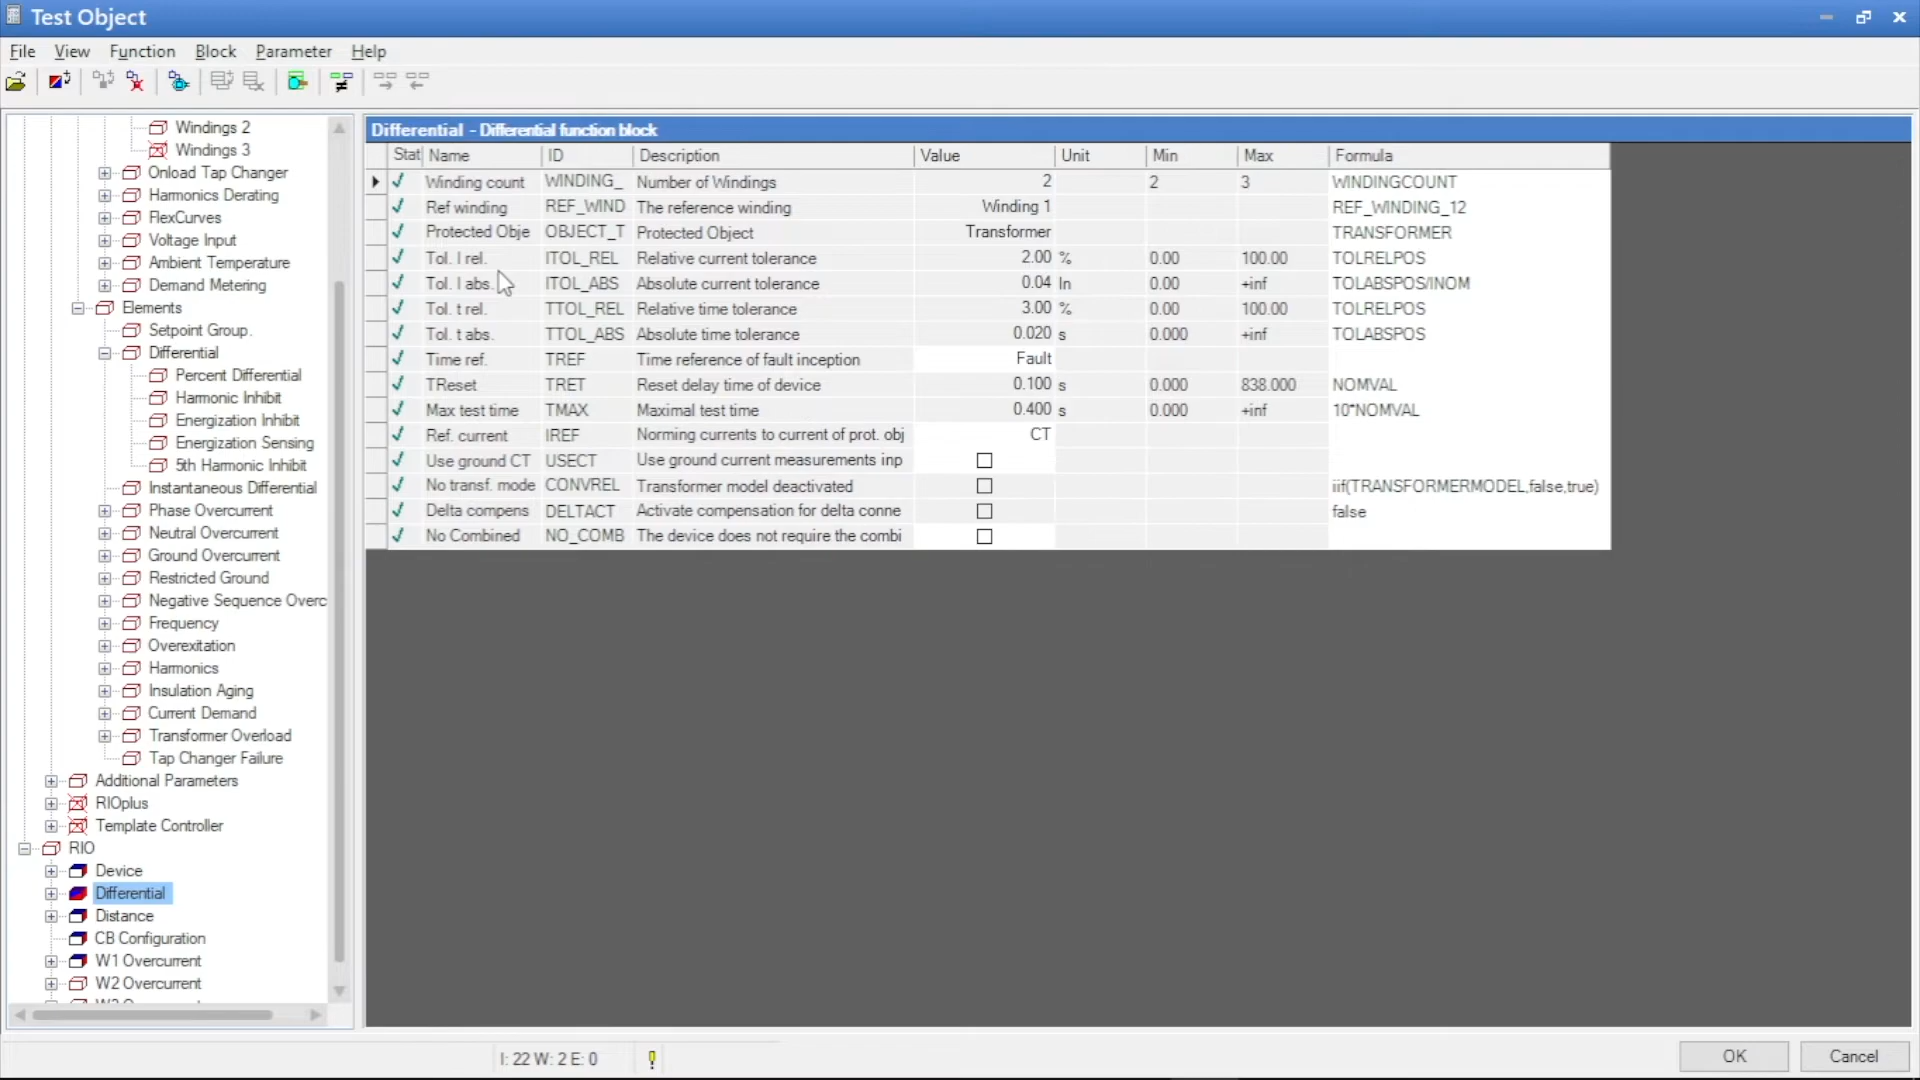 Test Object
File View Function Block Parameter Help
Windings 2
Windings 3
Onload Tap Changer
Harmonics Derating
FlexCurves
Voltage Input
Ambient Temperature
Demand Metering
Elements
Setpoint Group.
Differential
Percent Differential
Harmonic Inhibit
Energization Inhibit
Energization Sensing
5th Harmonic Inhibit
Instantaneous Differential
Phase Overcurrent
Neutral Overcurrent
Ground Overcurrent
Restricted Ground
Negative Sequence Overc
Frequency
Overexitation
Harmonics
Insulation Aging
Current Demand
Transformer Overload
Tap Changer Failure
Additional Parameters
RIOplus
Template Controller
RIO
Device
Differential
Distance
CB Configuration
W1 Overcurrent
W2 Overcurrent
Differential - Differential function block
Stat Name ID Description Value Unit Min Max Formula
Winding count WINDING_ Number of Windings 2 2 3 WINDINGCOUNT
Ref winding REF_WIND The reference winding Winding 1 REF_WINDING_12
Protected Obje OBJECT_T Protected Object Transformer TRANSFORMER
Tol. I rel. ITOL_REL Relative current tolerance 2.00 % 0.00 100.00 TOLRELPOS
Tol. I abs. ITOL_ABS Absolute current tolerance 0.04 In 0.00 +inf TOLABSPOS/INOM
Tol. t rel. TTOL_REL Relative time tolerance 3.00 % 0.00 100.00 TOLRELPOS
Tol. t abs. TTOL_ABS Absolute time tolerance 0.020 s 0.000 +inf TOLABSPOS
Time ref. TREF Time reference of fault inception Fault
TReset TRET Reset delay time of device 0.100 s 0.000 838.000 NOMVAL
Max test time TMAX Maximal test time 0.400 s 0.000 +inf 10*NOMVAL
Ref. current IREF Norming currents to current of prot. obj CT
Use ground CT USECT Use ground current measurements inp
No transf. mode CONVREL Transformer model deactivated iif(TRANSFORMERMODEL,false,true)
Delta compens DELTACT Activate compensation for delta conne false
No Combined NO_COMB The device does not require the combi
I: 22 W: 2 E: 0
OK Cancel